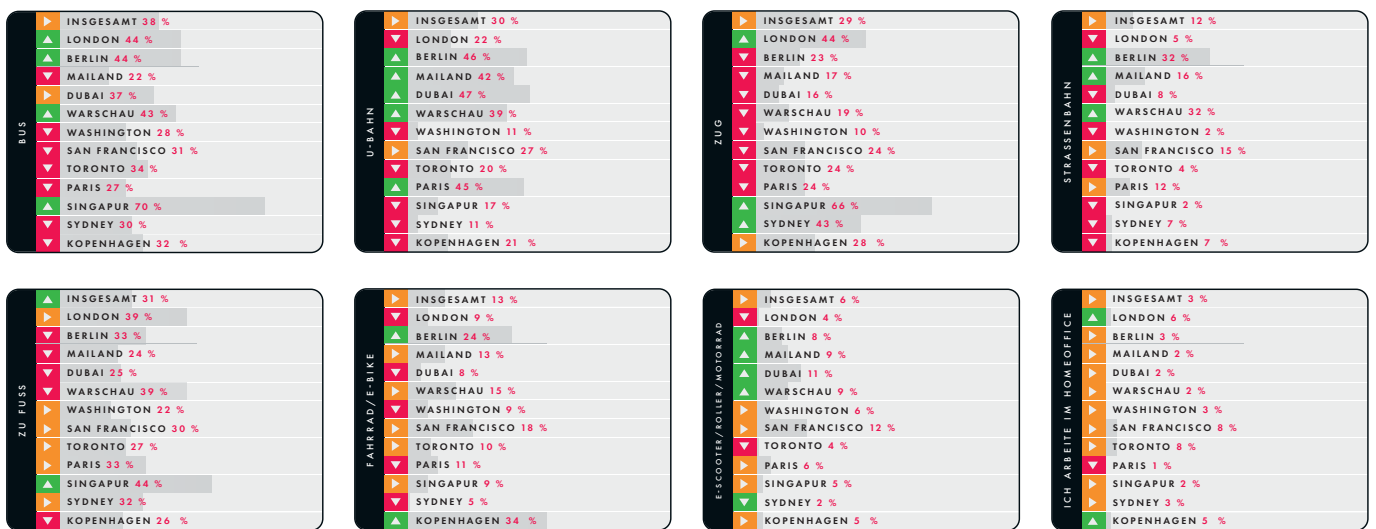 BUS
INSGESAMT 38 %
LONDON 44 %
BERLIN 44 %
MAILAND 22 %
DUBAI 37 %
WARSCHAU 43 %
WASHINGTON 28 %
SAN FRANCISCO 31 %
TORONTO 34 %
PARIS 27 %
SINGAPUR 70 %
SYDNEY 30 %
KOPENHAGEN 32 %
U-BAHN
INSGESAMT 30 %
LONDON 22 %
BERLIN 46 %
MAILAND 42 %
DUBAI 47 %
WARSCHAU 39 %
WASHINGTON 11 %
SAN FRANCISCO 27 %
TORONTO 20 %
PARIS 45 %
SINGAPUR 17 %
SYDNEY 11 %
KOPENHAGEN 21 %
ZUG
INSGESAMT 29 %
LONDON 44 %
BERLIN 23 %
MAILAND 17 %
DUBAI 16 %
WARSCHAU 19 %
WASHINGTON 10 %
SAN FRANCISCO 24 %
TORONTO 24 %
PARIS 24 %
SINGAPUR 66 %
SYDNEY 43 %
KOPENHAGEN 28 %
STRASSENBAHN
INSGESAMT 12 %
LONDON 5 %
BERLIN 32 %
MAILAND 16 %
DUBAI 8 %
WARSCHAU 32 %
WASHINGTON 2 %
SAN FRANCISCO 15 %
TORONTO 4 %
PARIS 12 %
SINGAPUR 2 %
SYDNEY 7 %
KOPENHAGEN 7 %
ZU FUSS
INSGESAMT 31 %
LONDON 39 %
BERLIN 33 %
MAILAND 24 %
DUBAI 25 %
WARSCHAU 39 %
WASHINGTON 22 %
SAN FRANCISCO 30 %
TORONTO 27 %
PARIS 33 %
SINGAPUR 44 %
SYDNEY 32 %
KOPENHAGEN 26 %
FAHRRAD/E-BIKE
INSGESAMT 13 %
LONDON 9 %
BERLIN 24 %
MAILAND 13 %
DUBAI 8 %
WARSCHAU 15 %
WASHINGTON 9 %
SAN FRANCISCO 18 %
TORONTO 10 %
PARIS 11 %
SINGAPUR 9 %
SYDNEY 5 %
KOPENHAGEN 34 %
E-SCOOTER/ROLLER/MOTORRAD
INSGESAMT 6 %
LONDON 4 %
BERLIN 8 %
MAILAND 9 %
DUBAI 11 %
WARSCHAU 9 %
WASHINGTON 6 %
SAN FRANCISCO 12 %
TORONTO 4 %
PARIS 6 %
SINGAPUR 5 %
SYDNEY 2 %
KOPENHAGEN 5 %
ICH ARBEITE IM HOMEOFFICE
INSGESAMT 3 %
LONDON 6 %
BERLIN 3 %
MAILAND 2 %
DUBAI 2 %
WARSCHAU 2 %
WASHINGTON 3 %
SAN FRANCISCO 8 %
TORONTO 8 %
PARIS 1 %
SINGAPUR 2 %
SYDNEY 3 %
KOPENHAGEN 5 %